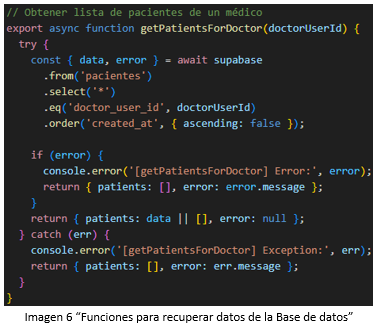 // Obtener lista de pacientes de un médico
export async function getPatientsForDoctor(doctorUserId) {
  try {
    const { data, error } = await supabase
      .from('pacientes')
      .select('*')
      .eq('doctor_user_id', doctorUserId)
      .order('created_at', { ascending: false });

    if (error) {
      console.error('[getPatientsForDoctor] Error:', error);
      return { patients: [], error: error.message };
    }
    return { patients: data || [], error: null };
  } catch (err) {
    console.error('[getPatientsForDoctor] Exception:', err);
    return { patients: [], error: err.message };
  }
}
Imagen 6 “Funciones para recuperar datos de la Base de datos”